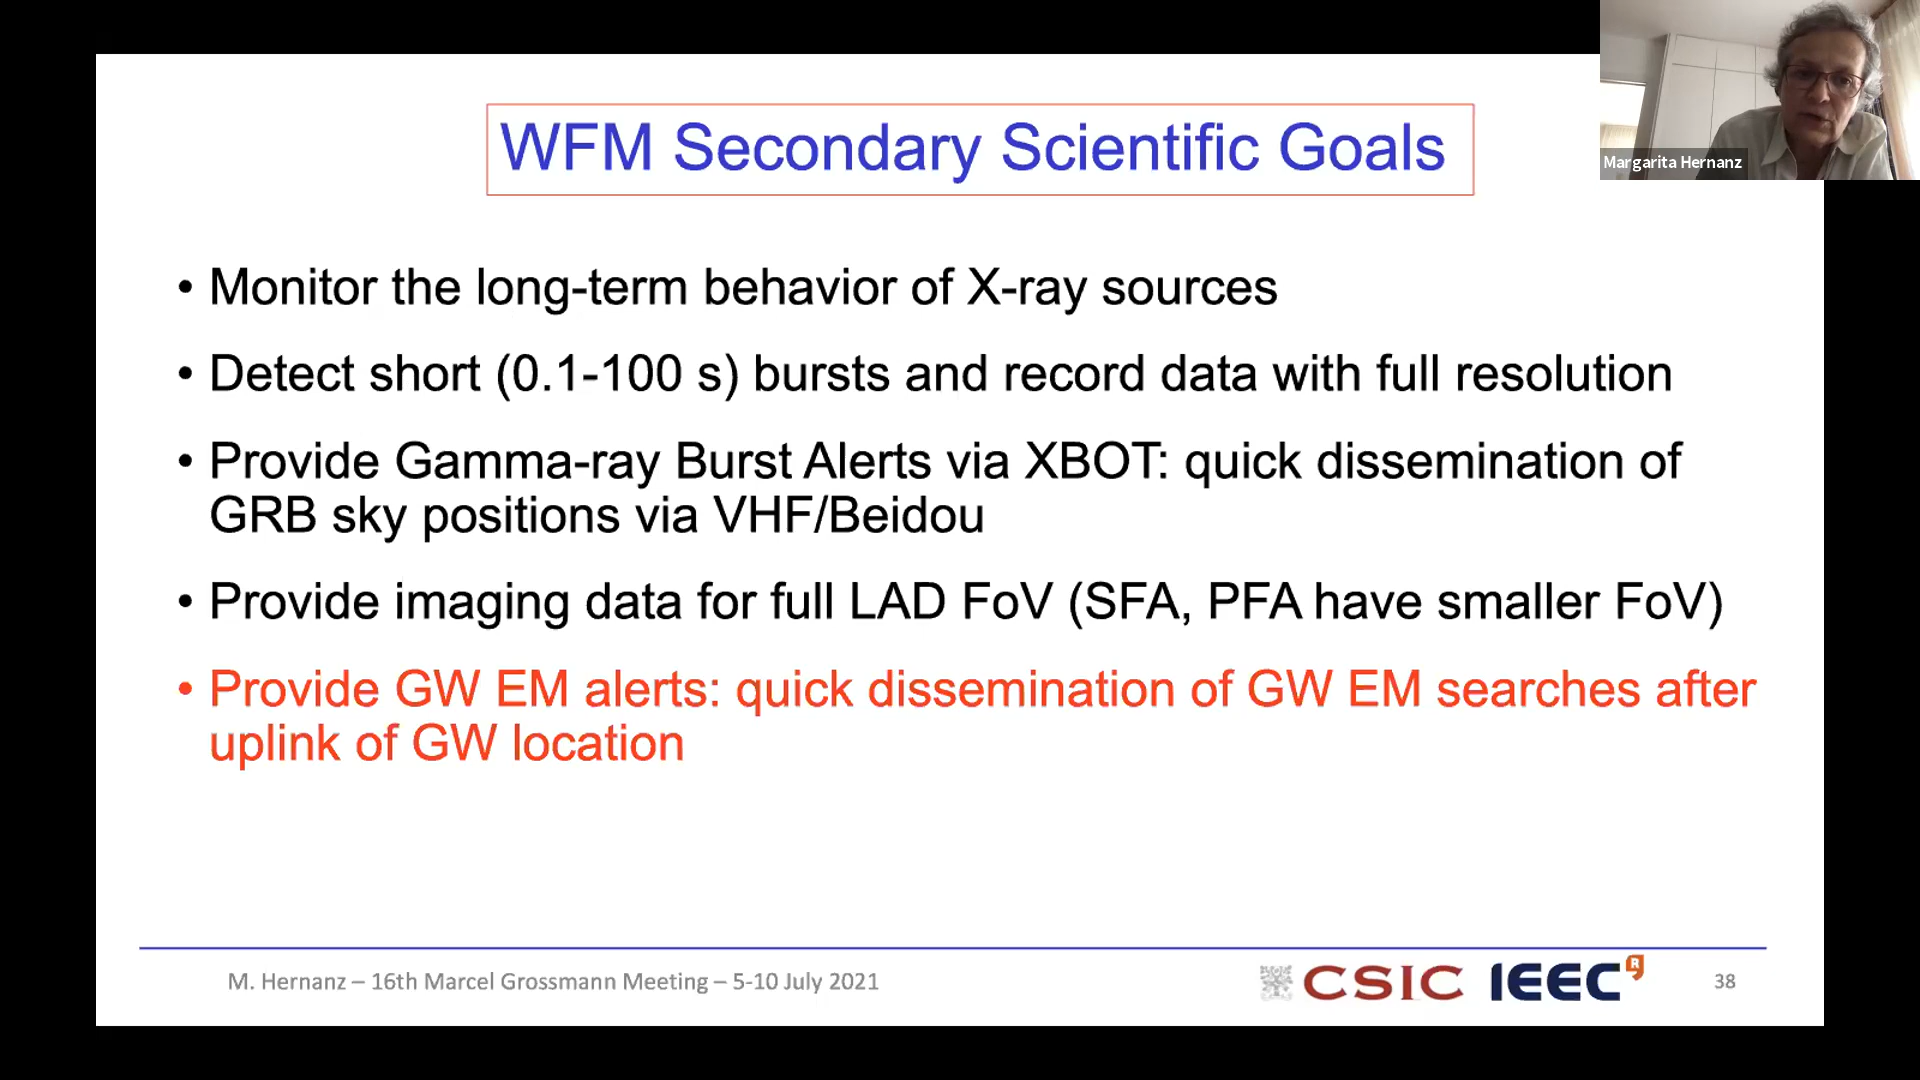 Margarita Hernanz
WFM Secondary Scientific Goals
• Monitor the long-term behavior of X-ray sources
• Detect short (0.1-100 s) bursts and record data with full resolution
• Provide Gamma-ray Burst Alerts via XBOT: quick dissemination of
GRB sky positions via VHF/Beidou
• Provide imaging data for full LAD FoV (SFA, PFA have smaller FoV)
• Provide GW EM alerts: quick dissemination of GW EM searches after
uplink of GW location
M. Hernanz – 16th Marcel Grossmann Meeting – 5-10 July 2021
CSIC IEEC R
38